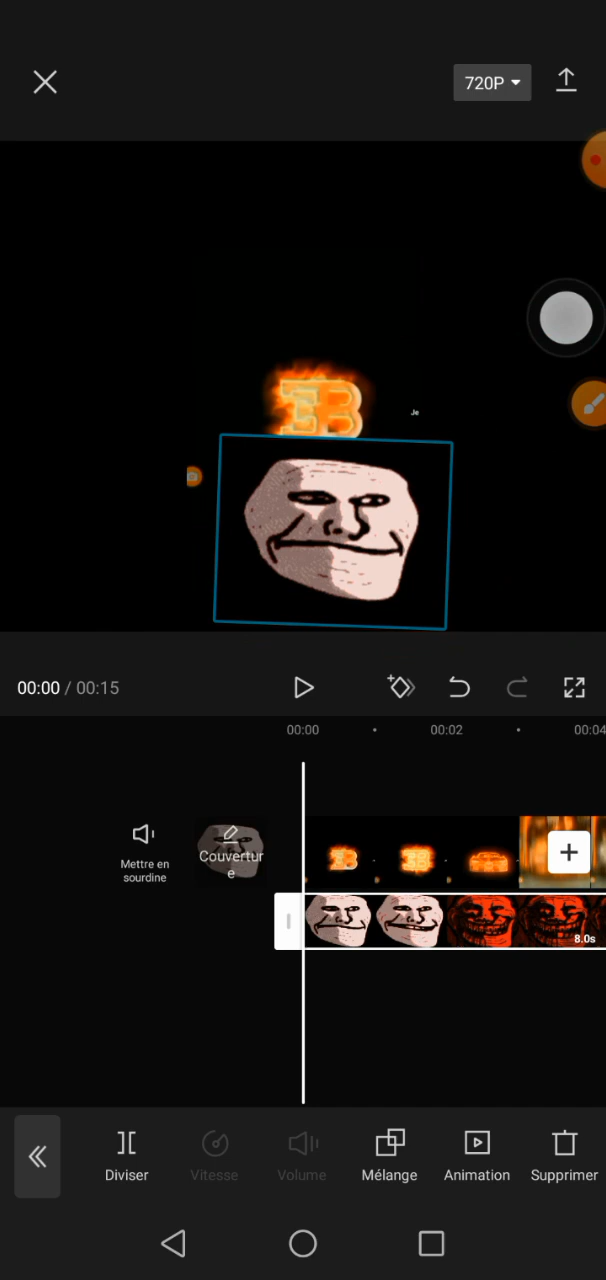 720P
Je
00:00 / 00:15
00:00
00:02
00:04
Mettre en
sourdine
Couvertur
e
8.0s
Diviser
Vitesse
Volume
Mélange
Animation
Supprimer